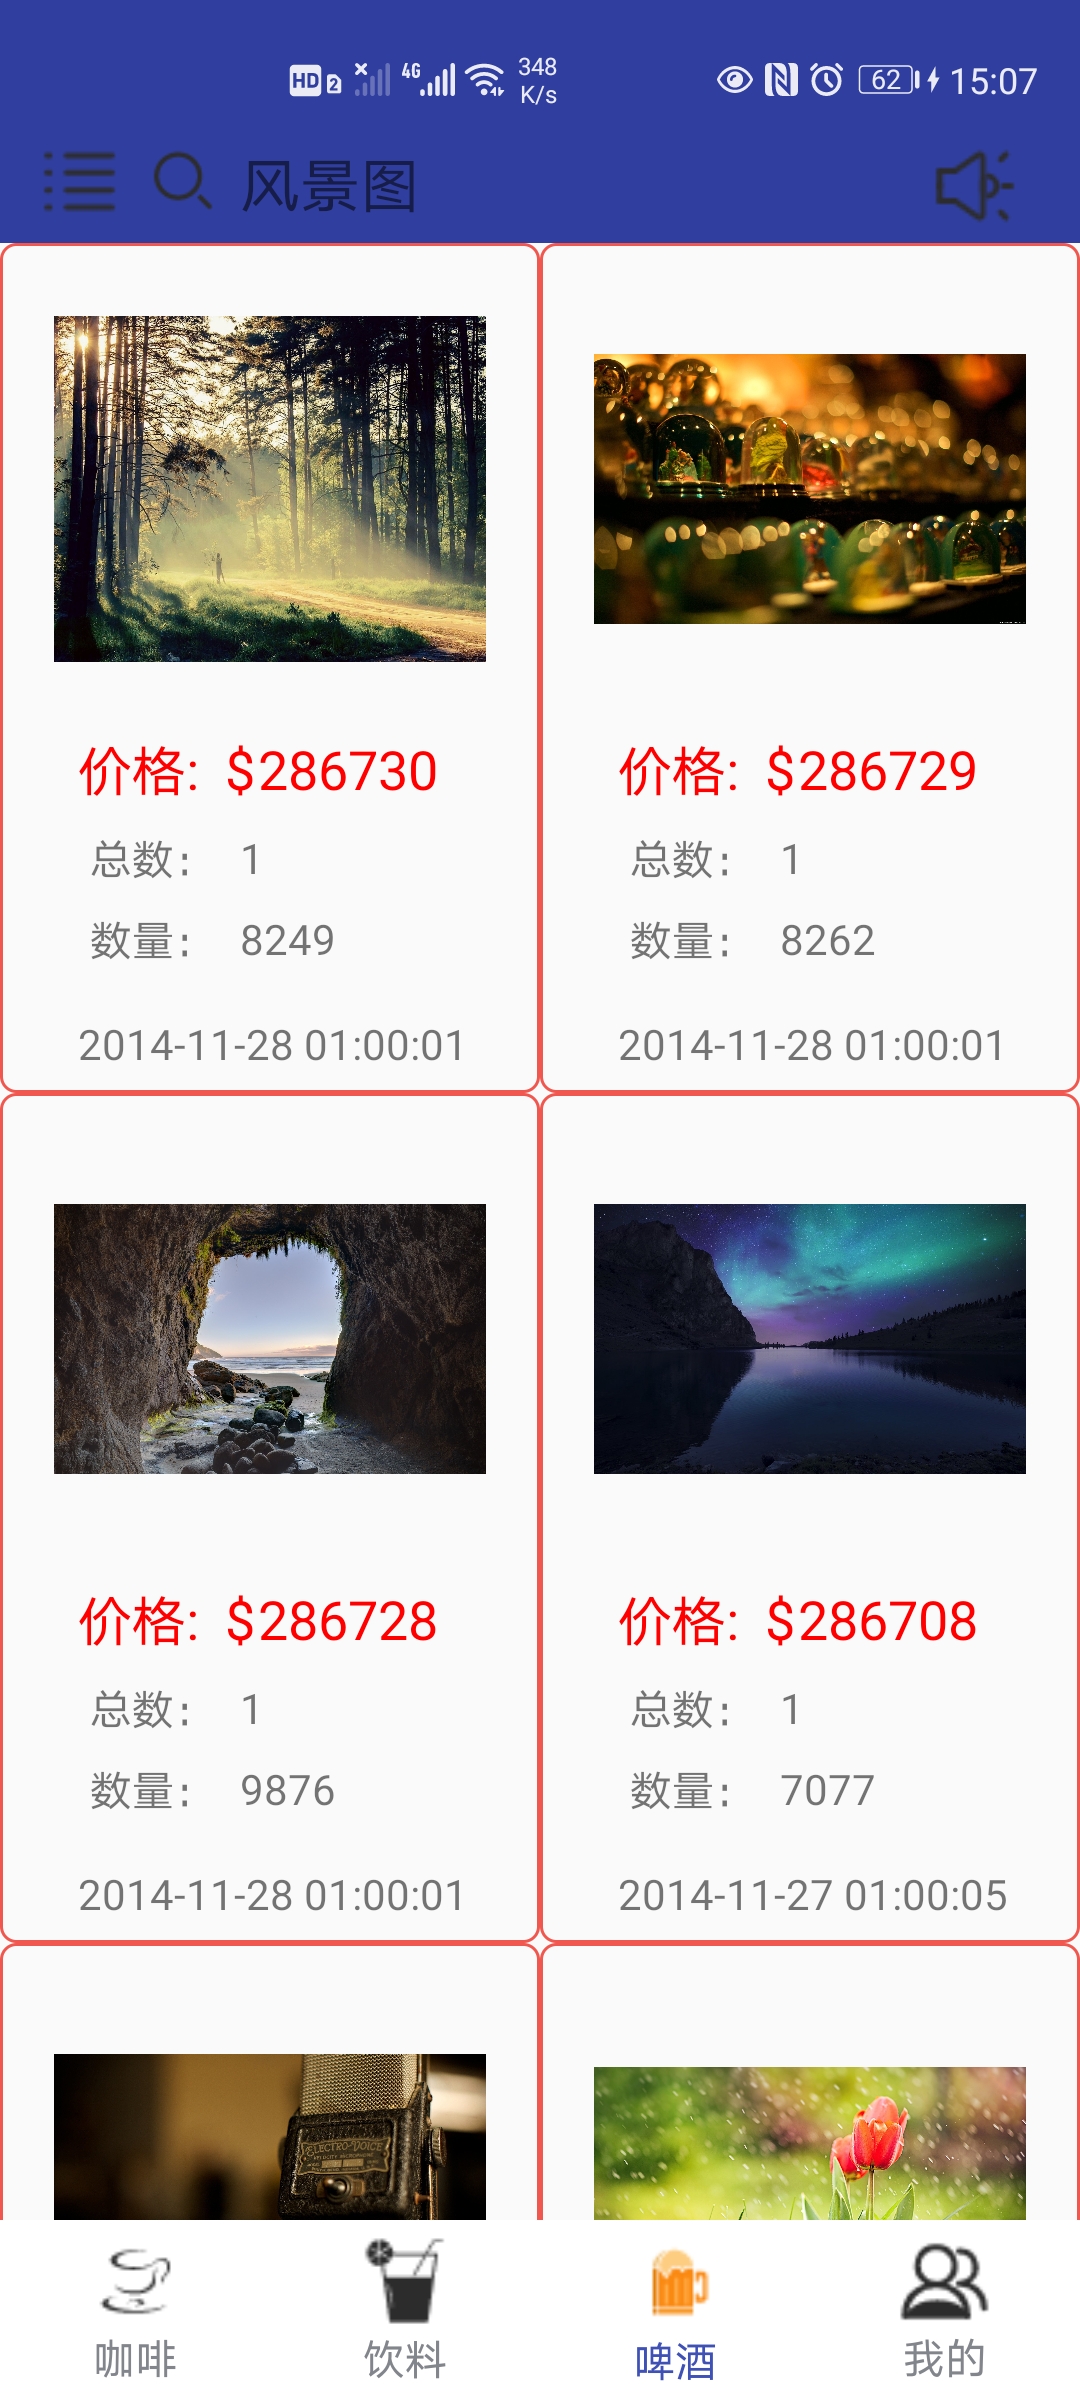 HD 2 4G 348 K/s 62 15:07
风景图
价格: $286730
总数: 1
数量: 8249
2014-11-28 01:00:01
价格: $286729
总数: 1
数量: 8262
2014-11-28 01:00:01
价格: $286728
总数: 1
数量: 9876
2014-11-28 01:00:01
价格: $286708
总数: 1
数量: 7077
2014-11-27 01:00:05
ELECTRO-VOICE
咖啡
饮料
啤酒
我的